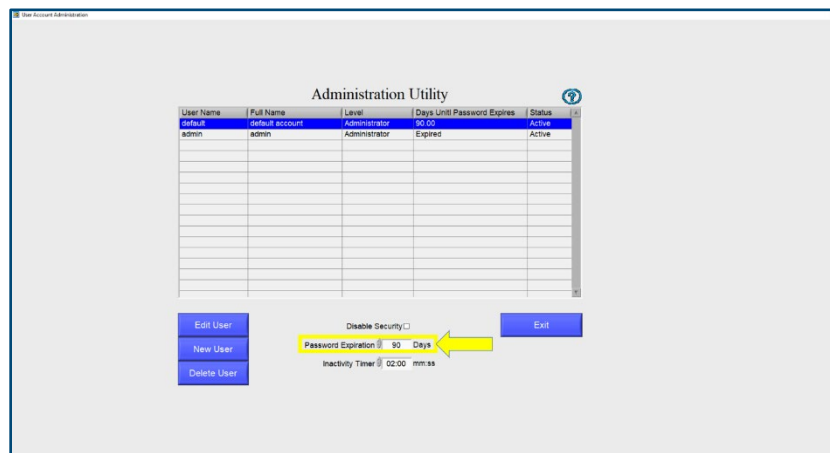 User Account Administration
Administration Utility
?
User Name Full Name Level Days Until Password Expires Status
default default account Administrator 90.00 Active
admin admin Administrator Expired Active
Edit User
Disable Security
Exit
New User
Password Expiration 90 Days
Inactivity Timer 02:00 mm:ss
Delete User